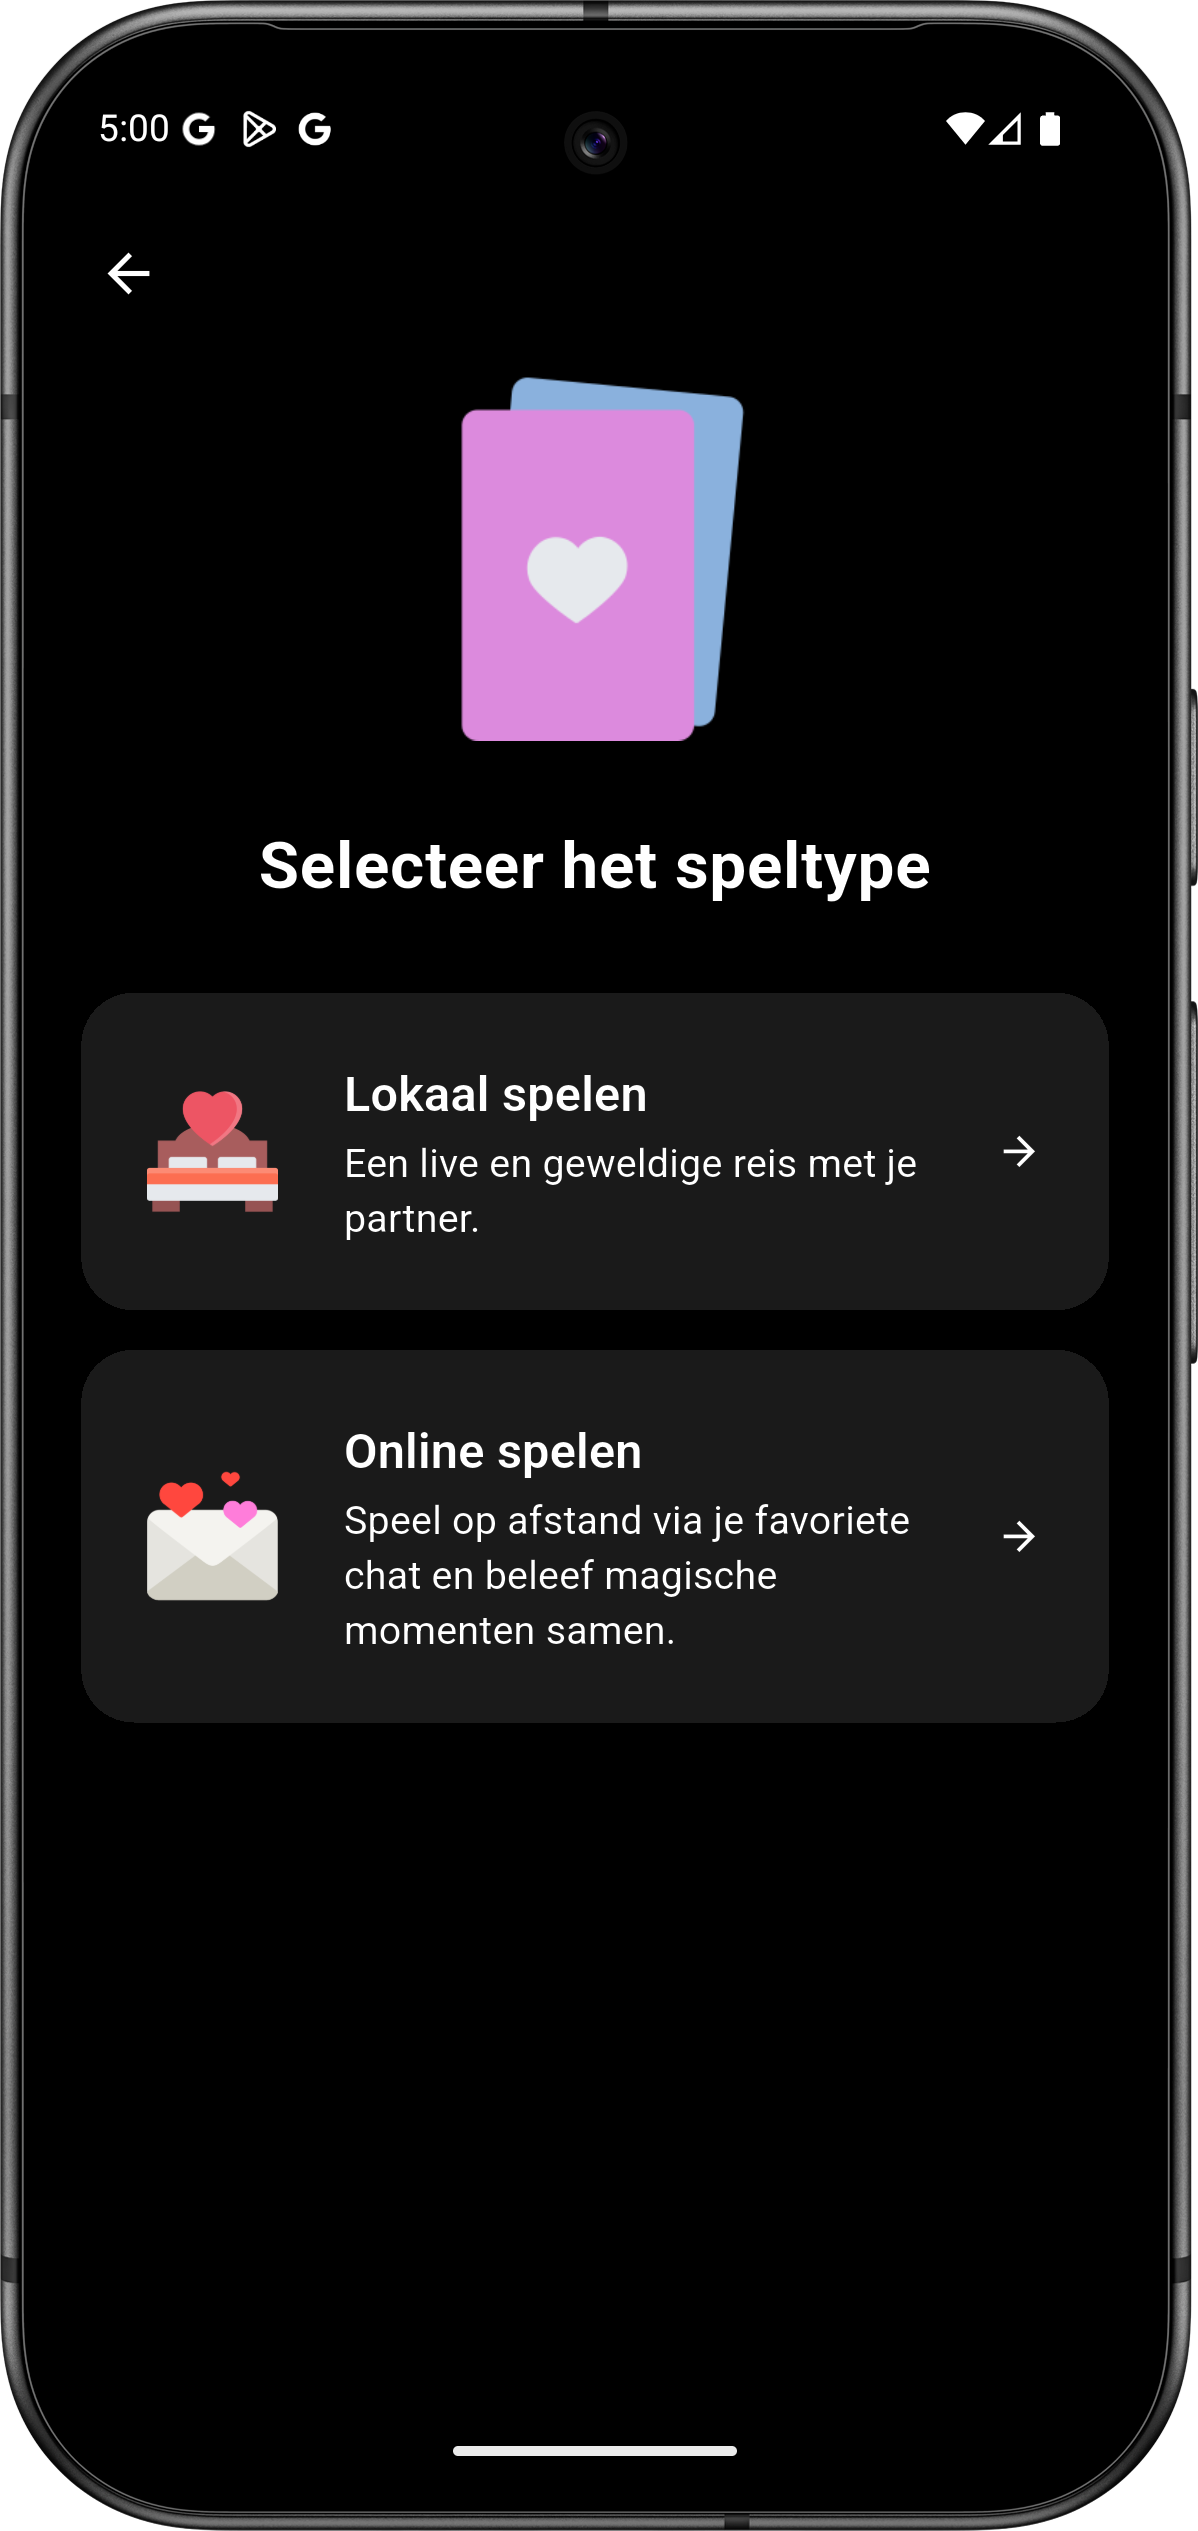 5:00
Selecteer het speltype
Lokaal spelen
Een live en geweldige reis met je
partner.
Online spelen
Speel op afstand via je favoriete
chat en beleef magische
momenten samen.